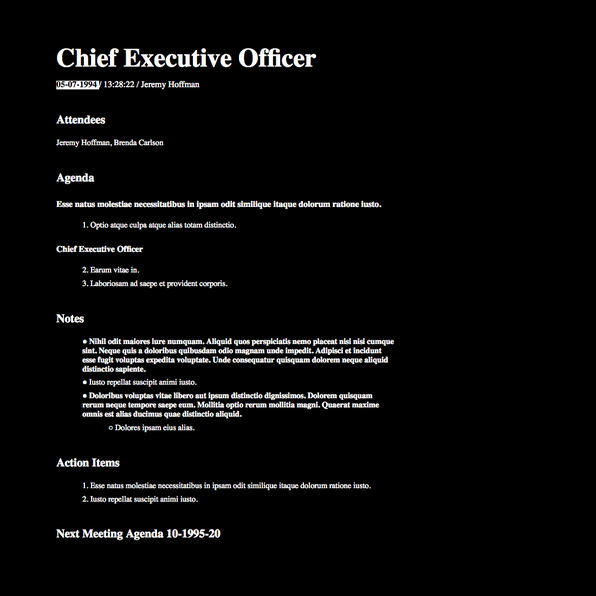 Chief Executive Officer
05-07-1994 / 13:28:22 / Jeremy Hoffman
Attendees
Jeremy Hoffman, Brenda Carlson
Agenda
Esse natus molestiae necessitatibus in ipsam odit similique itaque dolorum ratione iusto.
1. Optio atque culpa atque alias totam distinctio.
Chief Executive Officer
2. Earum vitae in.
3. Laboriosam ad saepe et provident corporis.
Notes
● Nihil odit maiores iure numquam. Aliquid quos perspiciatis nemo placeat nisi nisi cumque
sint. Neque quis a doloribus quibusdam odio magnam unde impedit. Adipisci et incidunt
esse fugit voluptas expedita voluptate. Unde consequatur quisquam dolorem neque aliquid
distinctio sapiente.
● Iusto repellat suscipit animi iusto.
● Doloribus voluptas vitae libero aut ipsum distinctio dignissimos. Dolorem quisquam
rerum neque tempore saepe eum. Mollitia optio rerum mollitia magni. Quaerat maxime
omnis est alias ducimus quae distinctio aliquid.
○ Dolores ipsam eius alias.
Action Items
1. Esse natus molestiae necessitatibus in ipsam odit similique itaque dolorum ratione iusto.
2. Iusto repellat suscipit animi iusto.
Next Meeting Agenda 10-1995-20